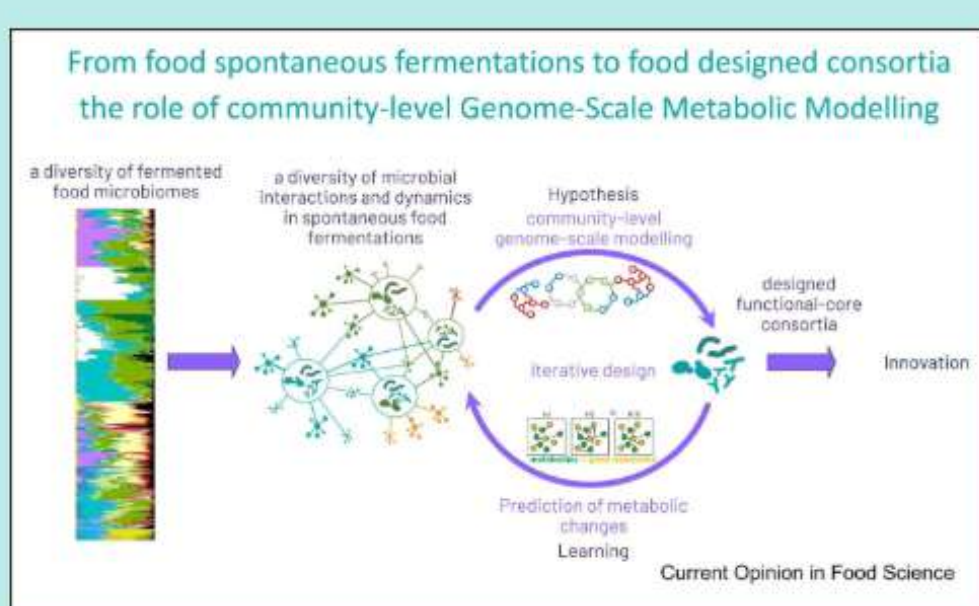 From food spontaneous fermentations to food designed consortia
the role of community-level Genome-Scale Metabolic Modelling
a diversity of fermented
food microbiomes
a diversity of microbial
interactions and dynamics
in spontaneous food
fermentations
Hypothesis
community-level
genome-scale modelling
Iterative design
designed
functional-core
consortia
Innovation
Prediction of metabolic
changes
Learning
Current Opinion in Food Science